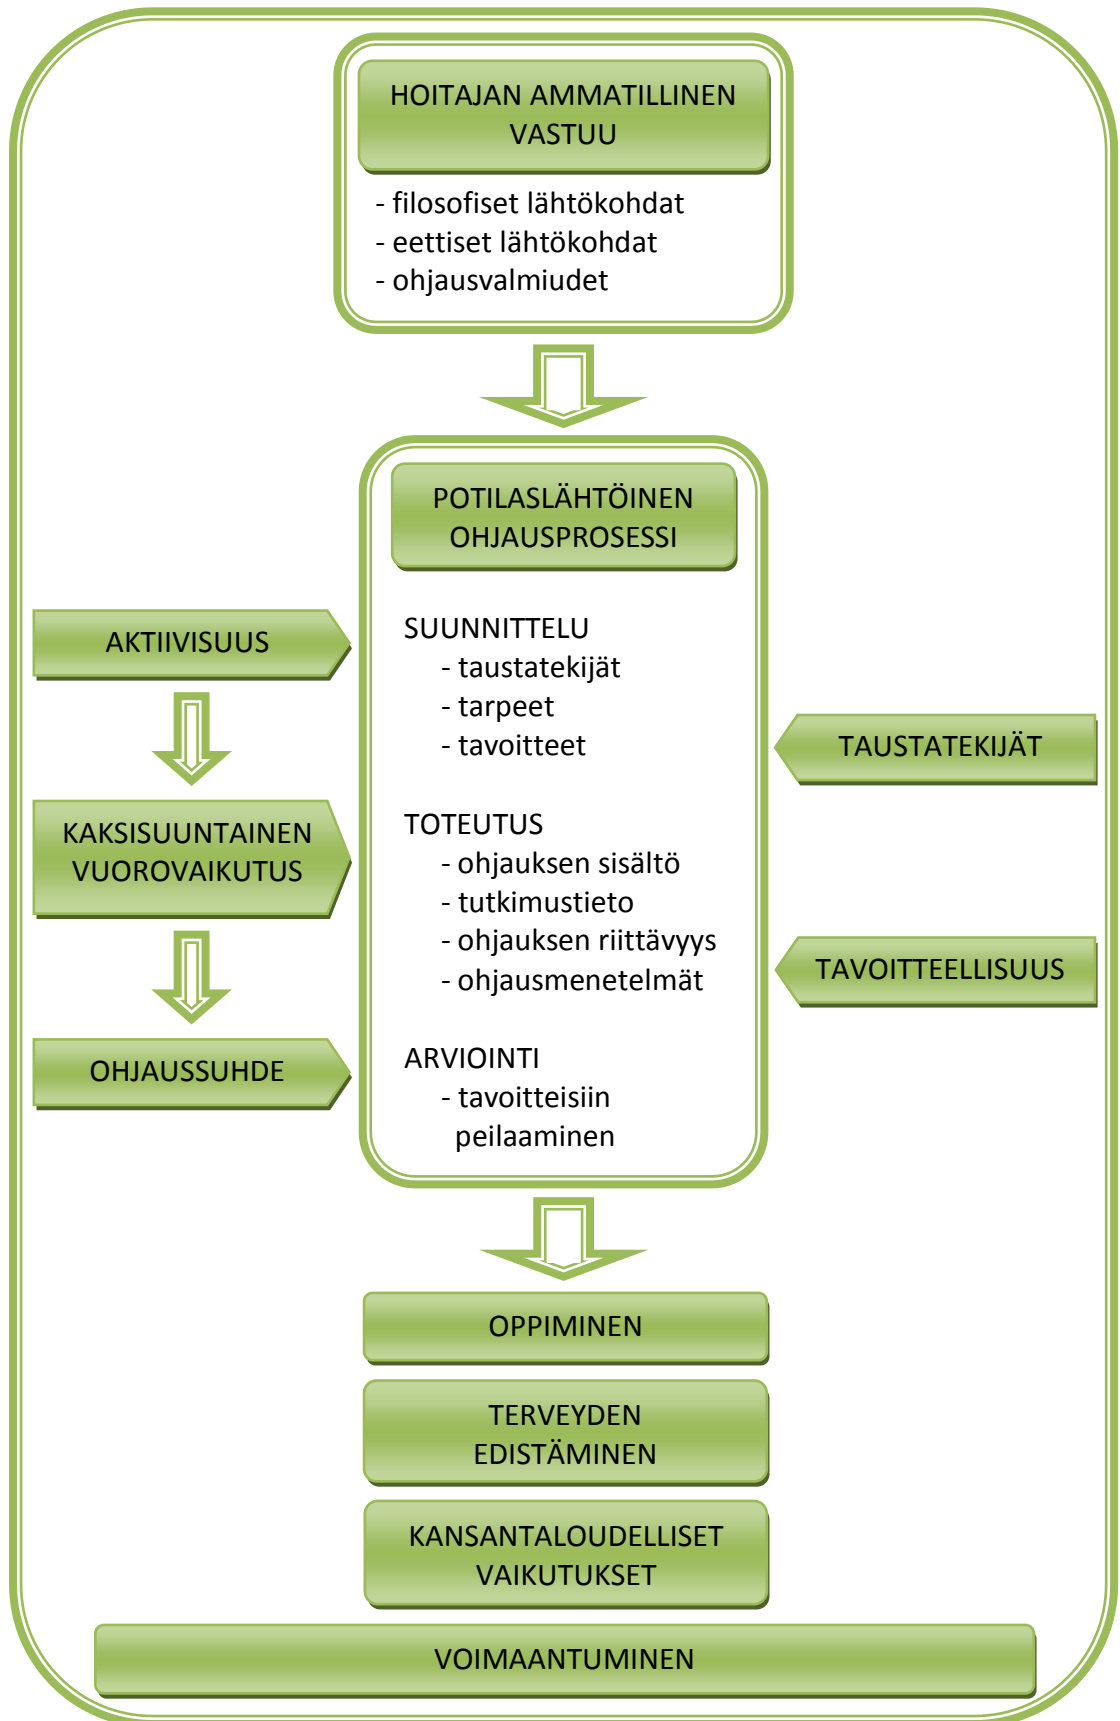 HOITAJAN AMMATILLINEN
VASTUU
- filosofiset lähtökohdat
- eettiset lähtökohdat
- ohjausvalmiudet
POTILASLÄHTÖINEN
OHJAUSPROSESSI
SUUNNITTELU
- taustatekijät
- tarpeet
- tavoitteet
TOTEUTUS
- ohjauksen sisältö
- tutkimustieto
- ohjauksen riittävyys
- ohjausmenetelmät
ARVIOINTI
- tavoitteisiin
peilaaminen
AKTIIVISUUS
KAKSISUUNTAINEN
VUOROVAIKUTUS
OHJAUSSUHDE
TAUSTATEKIJÄT
TAVOITTEELLISUUS
OPPIMINEN
TERVEYDEN
EDISTÄMINEN
KANSANTALOUDELLISET
VAIKUTUKSET
VOIMAANTUMINEN